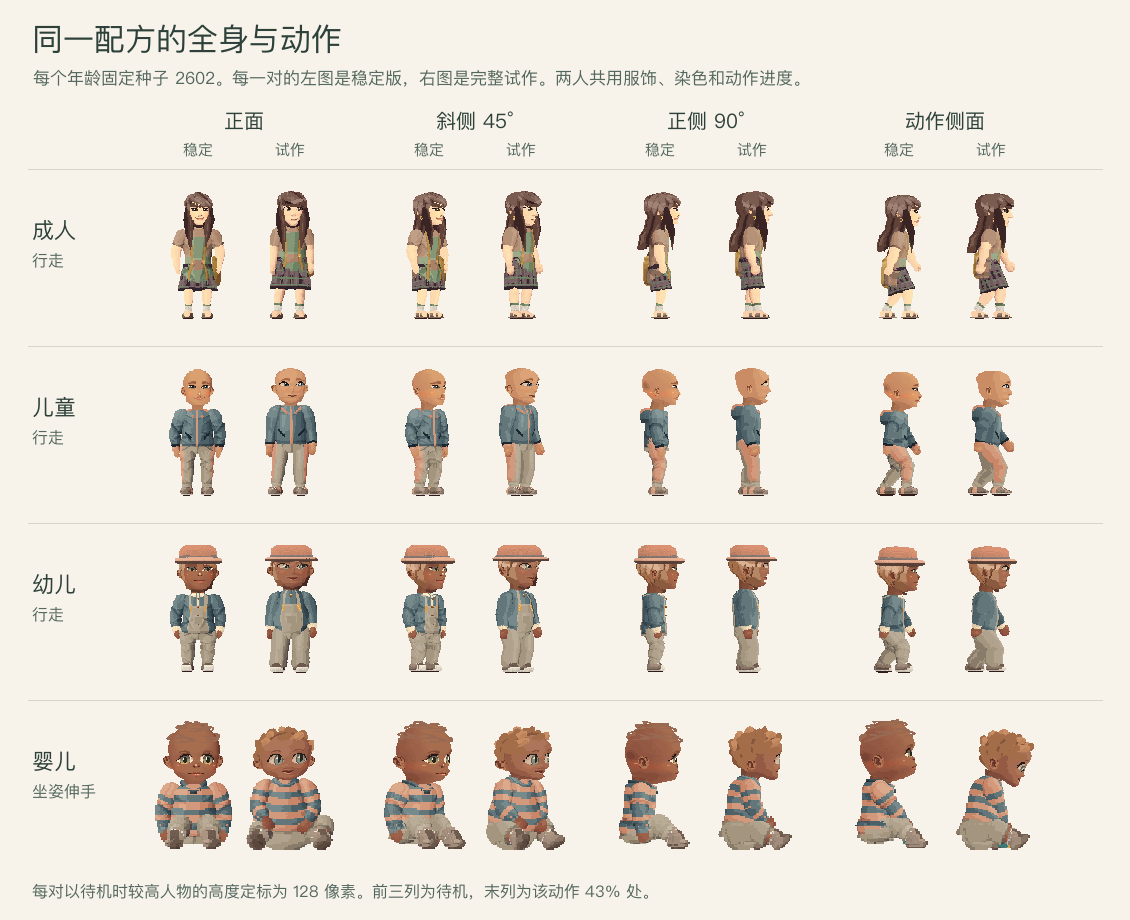 同一配方的全身与动作
每个年龄固定种子 2602。每一对的左图是稳定版，右图是完整试作。两人共用服饰、染色和动作进度。
正面 斜侧 45° 正侧 90° 动作侧面
稳定 试作 稳定 试作 稳定 试作 稳定 试作
成人
行走
儿童
行走
幼儿
行走
婴儿
坐姿伸手
每对以待机时较高人物的高度定标为 128 像素。前三列为待机，末列为该动作 43% 处。